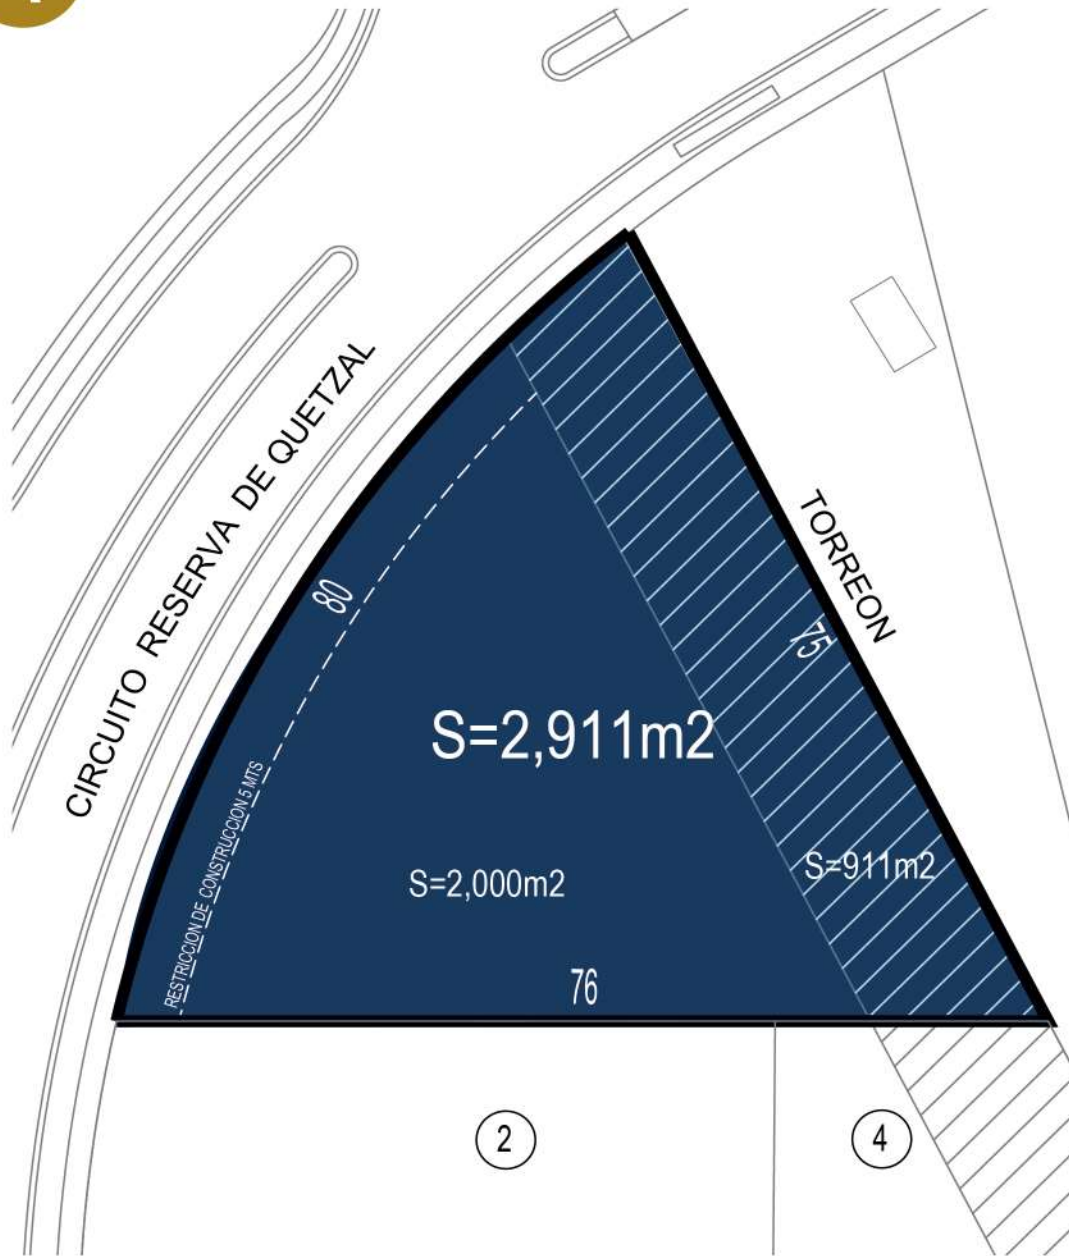 CIRCUITO RESERVA DE QUETZAL
80
TORREON
75
RESTRICCION DE CONSTRUCCION 5 MTS
S=2,911m2
S=911m2
S=2,000m2
76
2
4